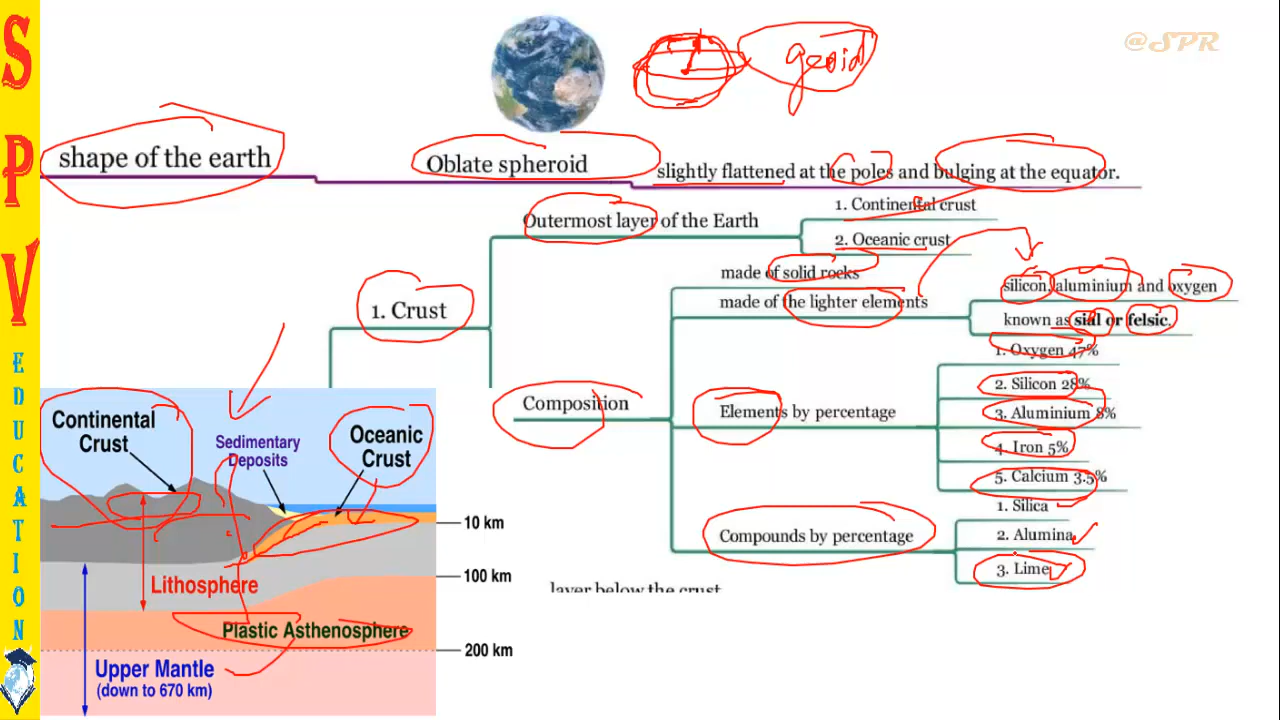 S P V EDUCATION
@SPR
geoid
shape of the earth
Oblate spheroid
slightly flattened at the poles and bulging at the equator.
Outermost layer of the Earth
1. Continental crust
2. Oceanic crust
1. Crust
made of solid rocks
made of the lighter elements
silicon, aluminium and oxygen
known as sial or felsic.
Composition
Elements by percentage
1. Oxygen 47%
2. Silicon 28%
3. Aluminium 8%
4. Iron 5%
5. Calcium 3.5%
Compounds by percentage
1. Silica
2. Alumina
3. Lime
layer below the crust
Continental
Crust
Sedimentary
Deposits
Oceanic
Crust
10 km
100 km
Lithosphere
Plastic Asthenosphere
200 km
Upper Mantle
(down to 670 km)